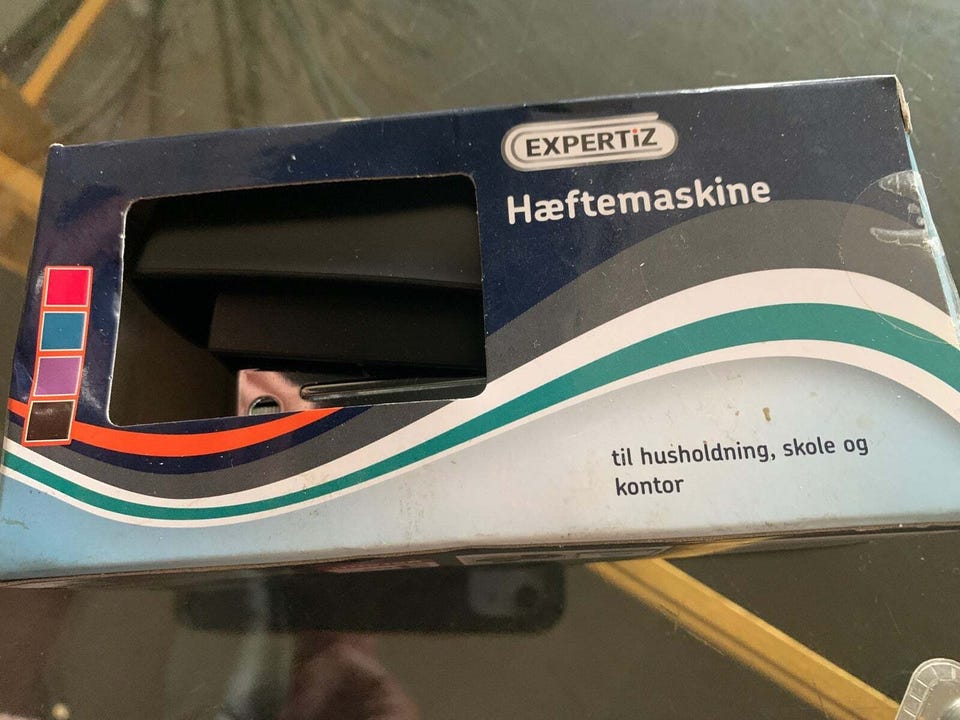 EXPERTiZ
Hæftemaskine
til husholdning, skole og
kontor